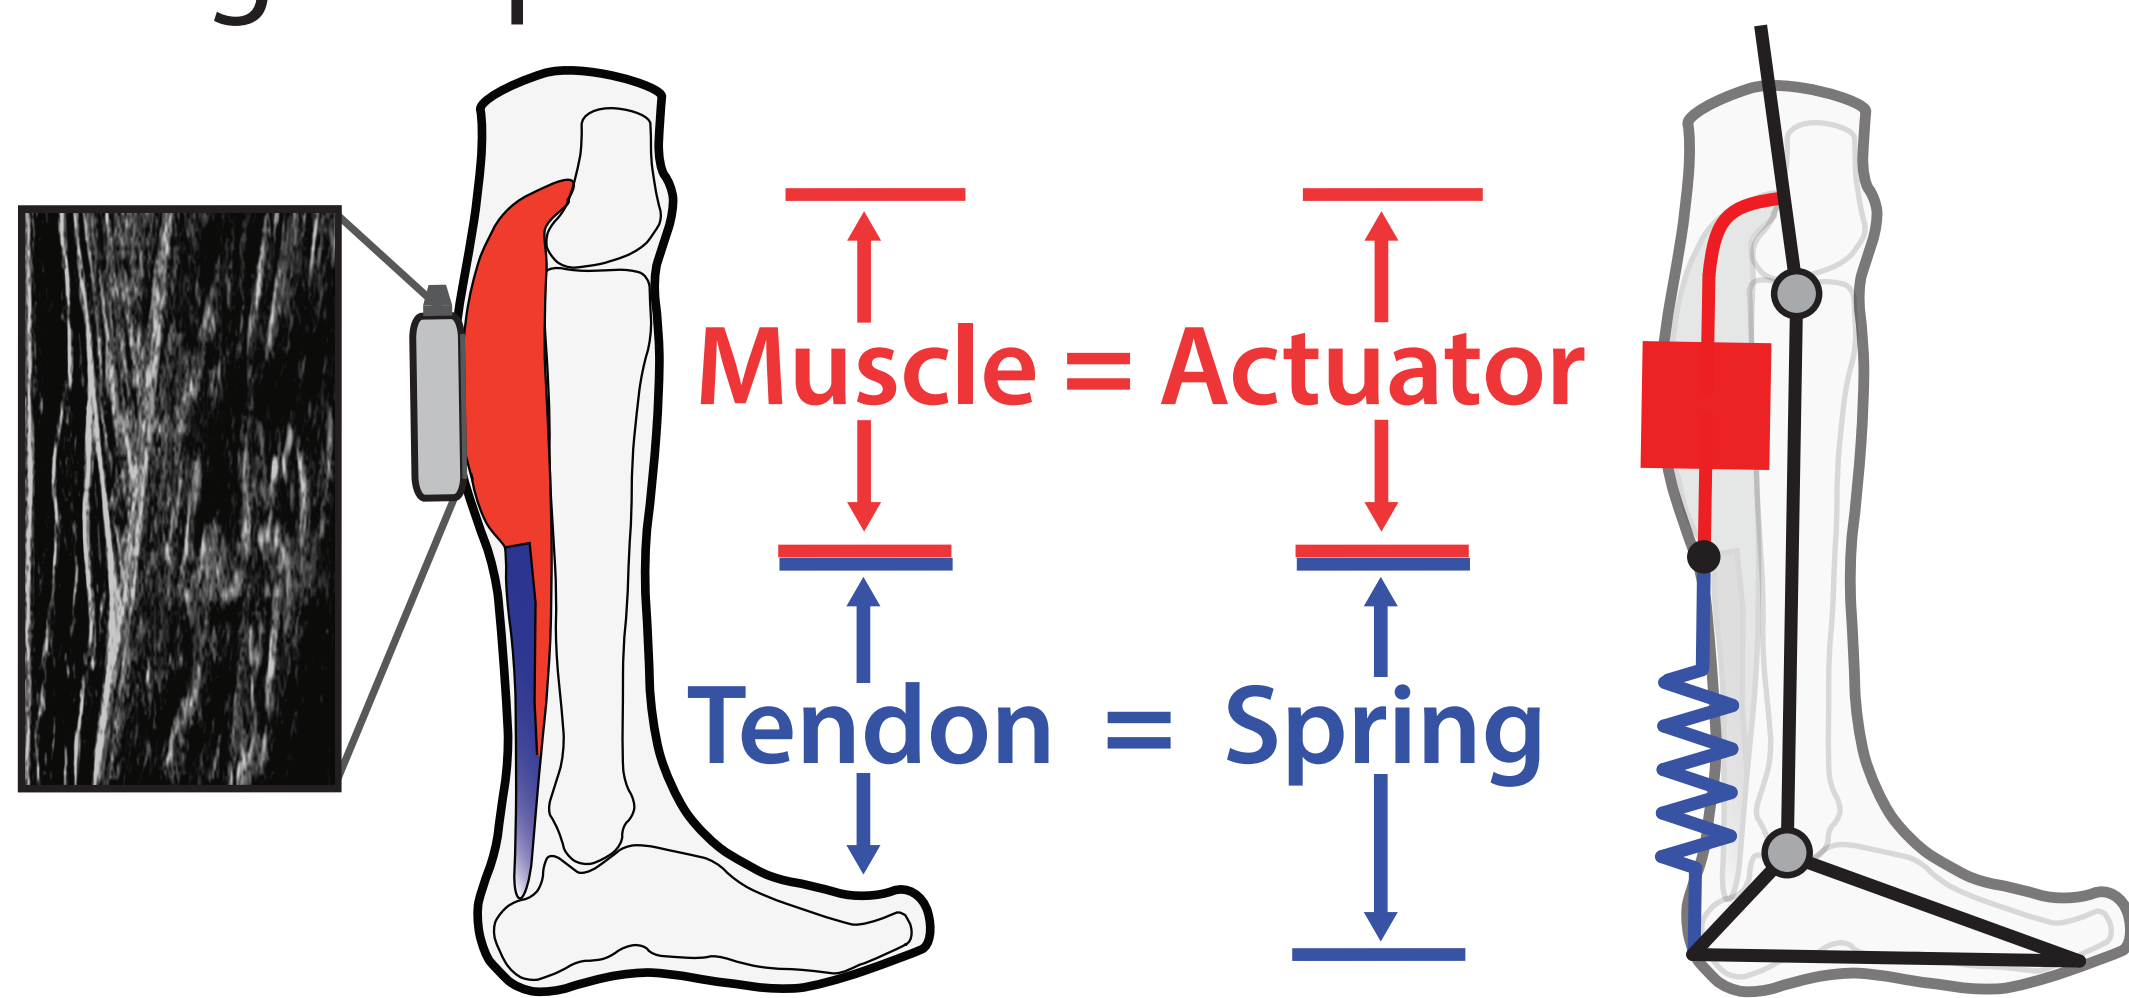 Muscle = Actuator
Tendon = Spring